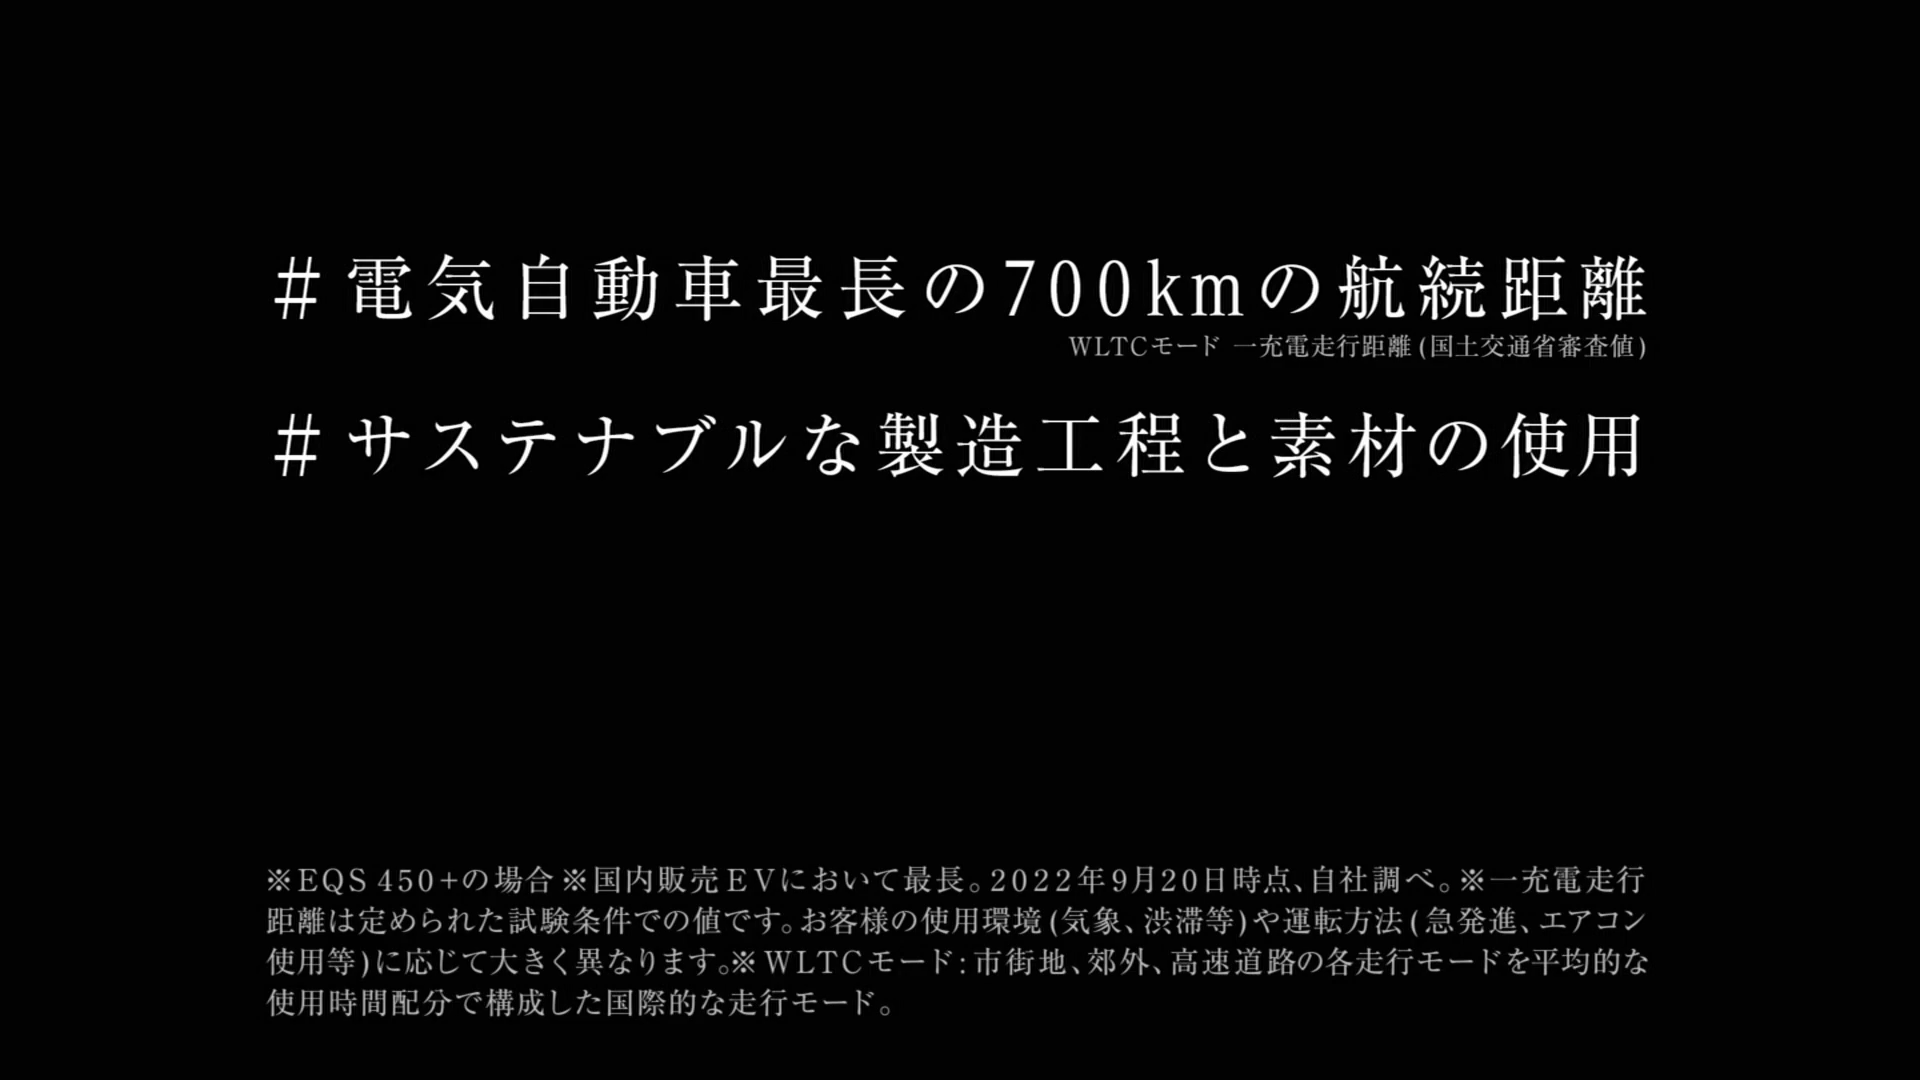 ＃電気自動車最長の700kmの航続距離
WLTCモード 一充電走行距離(国土交通省審査値)
＃サステナブルな製造工程と素材の使用
※EQS 450+の場合※国内販売EVにおいて最長。2022年9月20日時点、自社調べ。※一充電走行
距離は定められた試験条件での値です。お客様の使用環境(気象、渋滞等)や運転方法(急発進、エアコン
使用等)に応じて大きく異なります。※WLTCモード:市街地、郊外、高速道路の各走行モードを平均的な
使用時間配分で構成した国際的な走行モード。